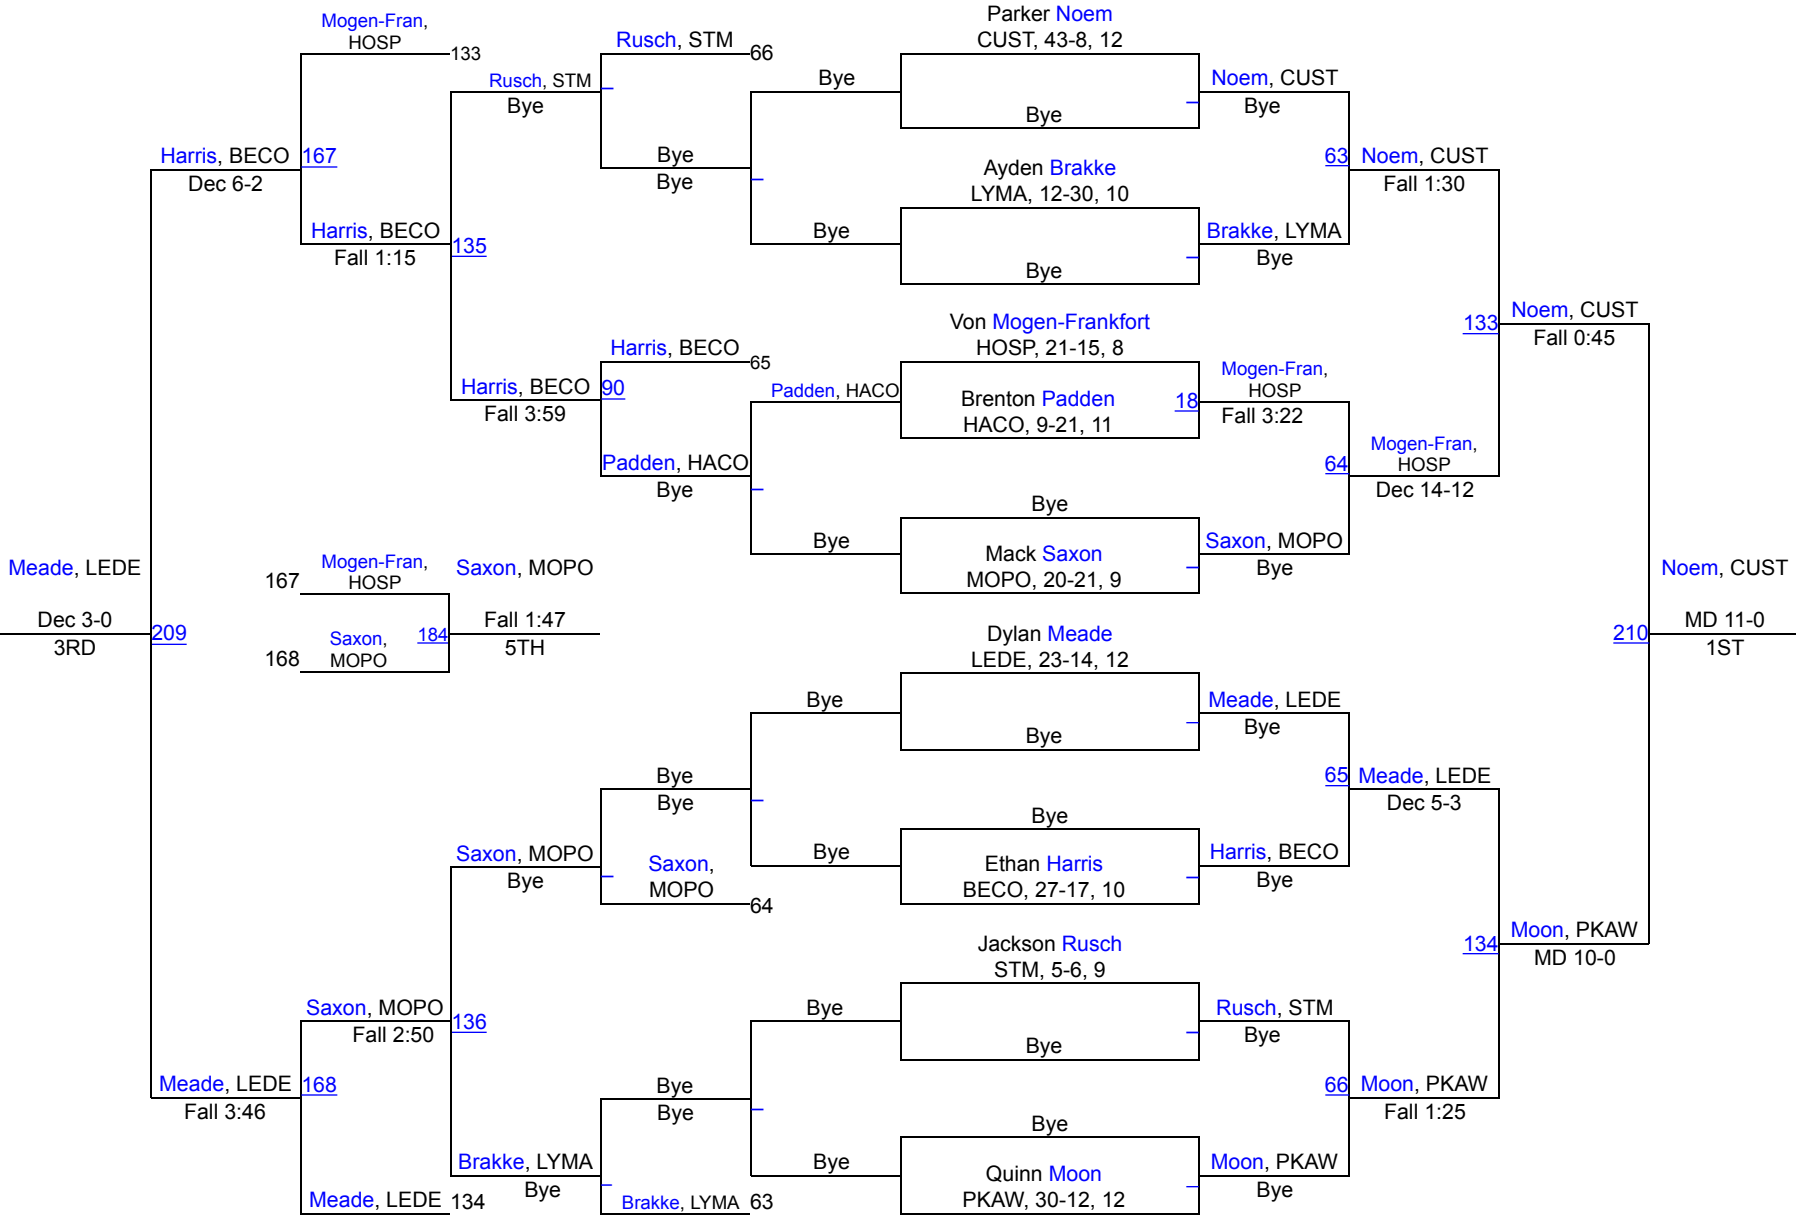 Parker Noem
CUST, 43-8, 12
Mogen-Fran,
HOSP
133
Rusch, STM
66
Rusch, STM
Bye
Bye
Noem, CUST
Bye
Bye
Bye
Bye
Harris, BECO
Dec 6-2
167
Ayden Brakke
LYMA, 12-30, 10
63
Noem, CUST
Fall 1:30
Harris, BECO
Fall 1:15
135
Bye
Brakke, LYMA
Bye
Bye
Von Mogen-Frankfort
HOSP, 21-15, 8
133
Noem, CUST
Fall 0:45
Harris, BECO
65
Harris, BECO
Fall 3:59
90
Padden, HACO
Brenton Padden
HACO, 9-21, 11
18
Mogen-Fran,
HOSP
Fall 3:22
Padden, HACO
Bye
64
Mogen-Fran,
HOSP
Dec 14-12
Bye
Bye
Mack Saxon
MOPO, 20-21, 9
Saxon, MOPO
Bye
Meade, LEDE
Dec 3-0
3RD
209
167
Mogen-Fran,
HOSP
Saxon, MOPO
168
Saxon,
MOPO
184
Fall 1:47
5TH
Noem, CUST
210
MD 11-0
1ST
Dylan Meade
LEDE, 23-14, 12
Bye
Bye
Meade, LEDE
Bye
Bye
Bye
65
Meade, LEDE
Dec 5-3
Saxon, MOPO
Bye
Saxon,
MOPO
64
Bye
Bye
Ethan Harris
BECO, 27-17, 10
Harris, BECO
Bye
Jackson Rusch
STM, 5-6, 9
134
Moon, PKAW
MD 10-0
Saxon, MOPO
Fall 2:50
136
Bye
Bye
Rusch, STM
Bye
Meade, LEDE
Fall 3:46
168
Bye
Bye
66
Moon, PKAW
Fall 1:25
Brakke, LYMA
Bye
Bye
Bye
Quinn Moon
PKAW, 30-12, 12
Moon, PKAW
Bye
Meade, LEDE
134
Brakke, LYMA
63